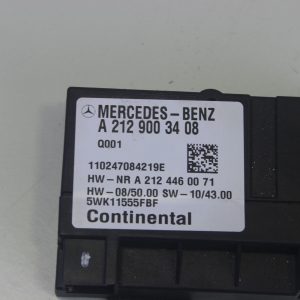 MERCEDES-BENZ
A 212 900 34 08
Q001
110247084219E
HW-NR A 212 446 00 71
HW-08/50.00 SW-10/43.00
5WK11555FBF
Continental